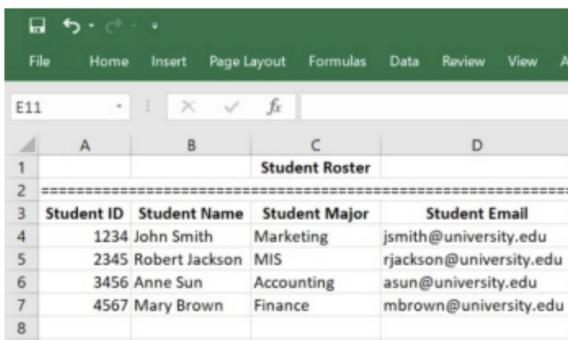 File Home Insert Page Layout Formulas Data Review View A
E11 fx
A B C D
1 Student Roster
2 ==================================================================
3 Student ID Student Name Student Major Student Email
4 1234 John Smith Marketing jsmith@university.edu
5 2345 Robert Jackson MIS rjackson@university.edu
6 3456 Anne Sun Accounting asun@university.edu
7 4567 Mary Brown Finance mbrown@university.edu
8